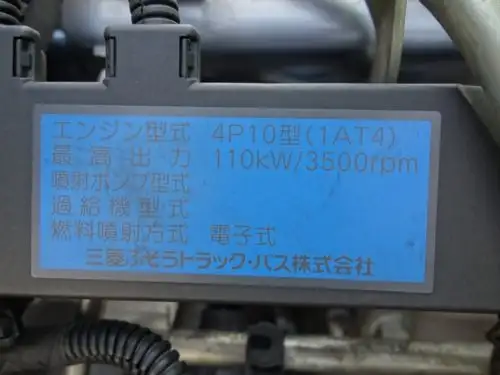 エンジン型式 4P10型(1AT4)
最高出力 110kW/3500rpm
噴射ポンプ型式
過給機型式
燃料噴射方式 電子式
三菱ふそうトラック・バス株式会社